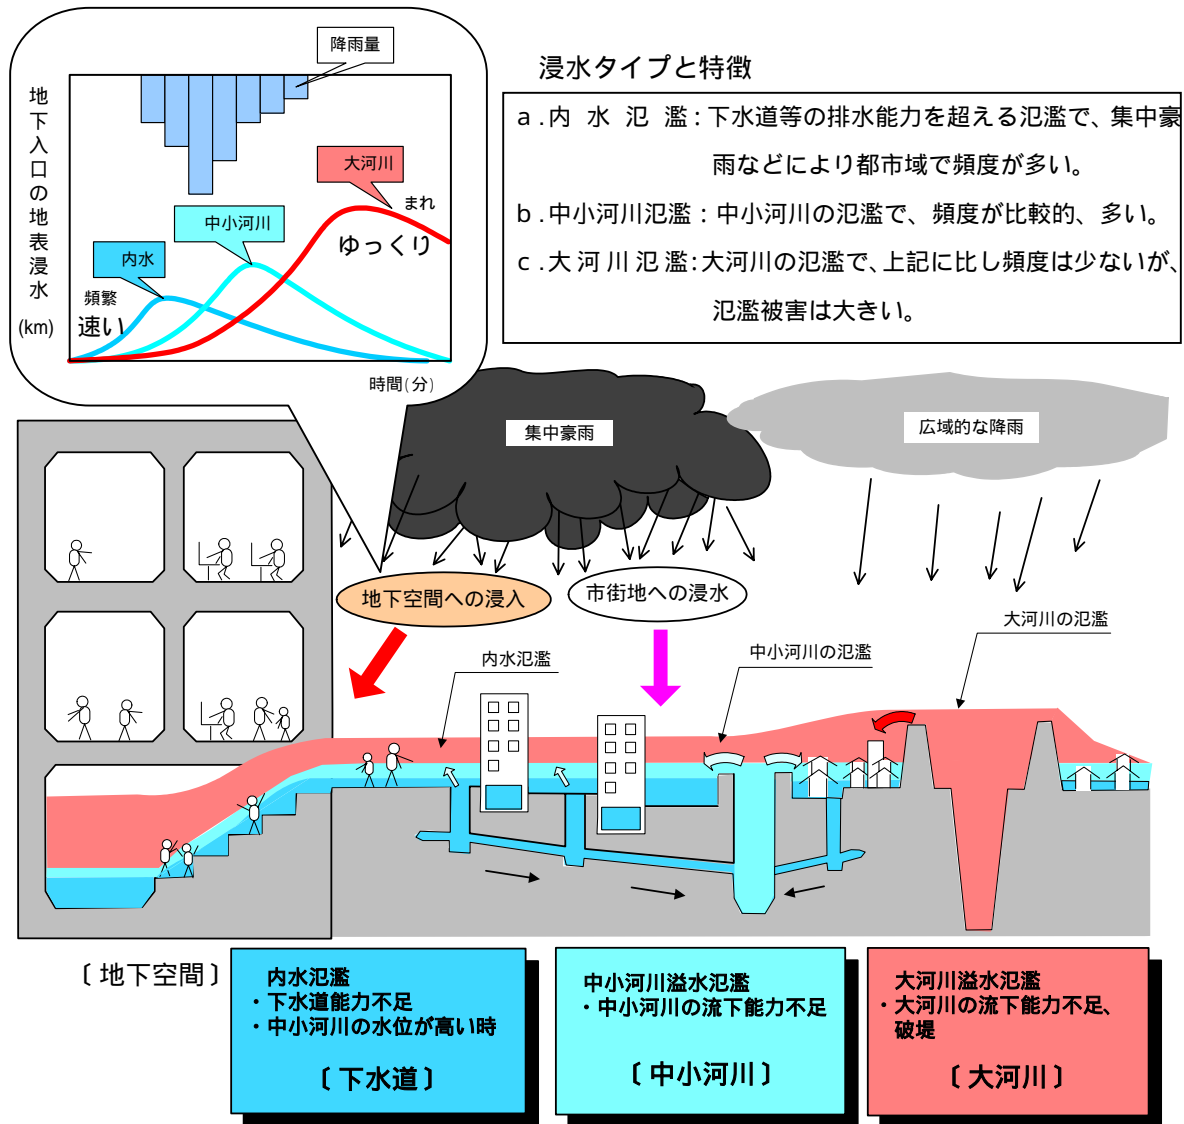 降雨量
地下入口の地表浸水
(km)
大河川
まれ
ゆっくり
中小河川
内水
頻繁
速い
時間(分)
浸水タイプと特徴
a.内水氾濫:下水道等の排水能力を超える氾濫で、集中豪
雨などにより都市域で頻度が多い。
b.中小河川氾濫:中小河川の氾濫で、頻度が比較的、多い。
c.大河川氾濫:大河川の氾濫で、上記に比し頻度は少ないが、
氾濫被害は大きい。
集中豪雨
広域的な降雨
地下空間への浸入
市街地への浸水
大河川の氾濫
内水氾濫
中小河川の氾濫
〔地下空間〕
内水氾濫
・下水道能力不足
・中小河川の水位が高い時
〔下水道〕
中小河川溢水氾濫
・中小河川の流下能力不足
〔中小河川〕
大河川溢水氾濫
・大河川の流下能力不足、
破堤
〔大河川〕